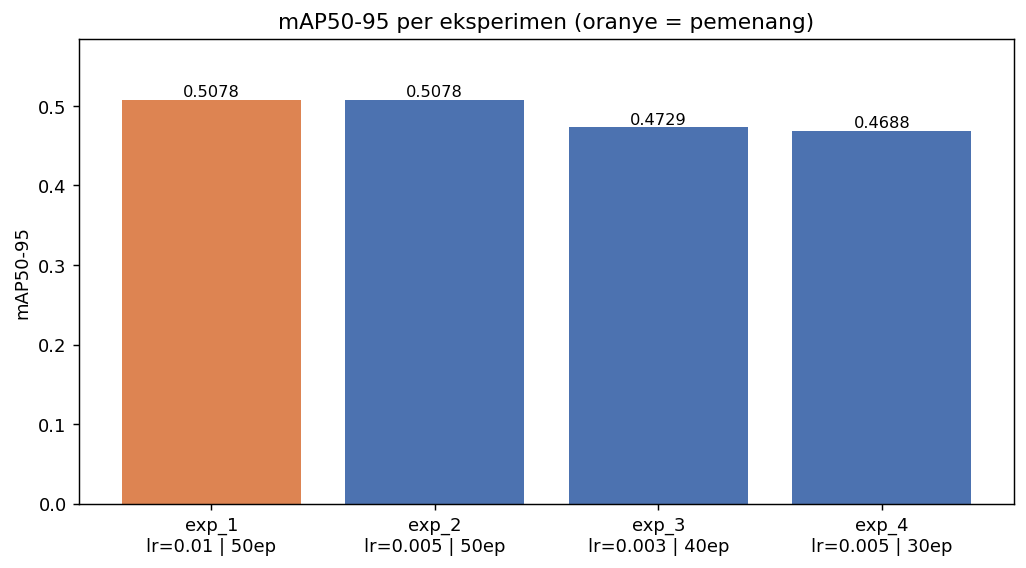 mAP50-95 per eksperimen (oranye = pemenang)
mAP50-95
0.5
0.4
0.3
0.2
0.1
0.0
0.5078
0.5078
0.4729
0.4688
exp_1
lr=0.01 | 50ep
exp_2
lr=0.005 | 50ep
exp_3
lr=0.003 | 40ep
exp_4
lr=0.005 | 30ep